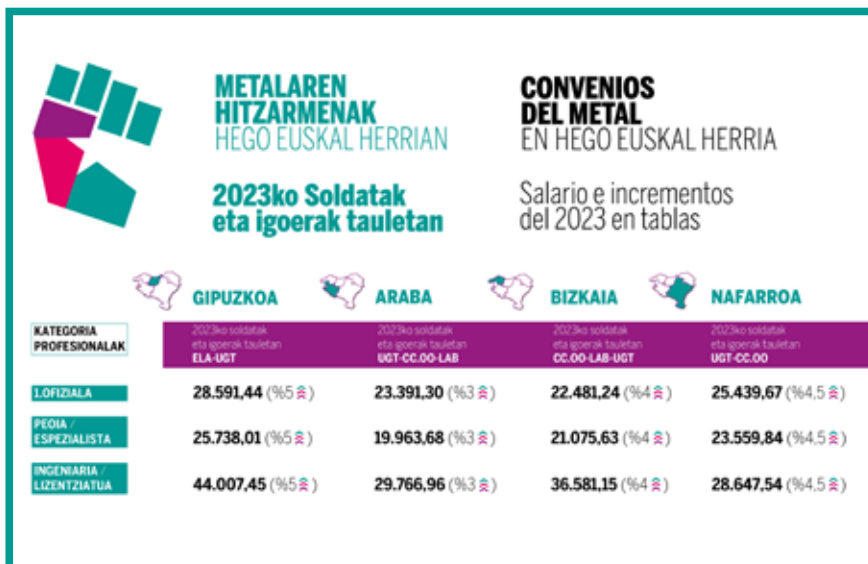 METALAREN
HITZARMENAK
HEGO EUSKAL HERRIAN
2023ko Soldatak
eta igoerak tauletan
CONVENIOS
DEL METAL
EN HEGO EUSKAL HERRIA
Salario e incrementos
del 2023 en tablas
GIPUZKOA ARABA BIZKAIA NAFARROA
KATEGORIA
PROFESIONALAK
2023ko soldatak
eta igoerak tauletan
ELA-UGT
2023ko soldatak
eta igoerak tauletan
UGT-CC.OO-LAB
2023ko soldatak
eta igoerak tauletan
CC.OO-LAB-UGT
2023ko soldatak
eta igoerak tauletan
UGT-CC.OO
1.OFIZIALA 28.591,44 (%5) 23.391,30 (%3) 22.481,24 (%4) 25.439,67 (%4,5)
PEOIA /
ESPEZIALISTA 25.738,01 (%5) 19.963,68 (%3) 21.075,63 (%4) 23.559,84 (%4,5)
INGENIARIA /
LIZENTZIATUA 44.007,45 (%5) 29.766,96 (%3) 36.581,15 (%4) 28.647,54 (%4,5)